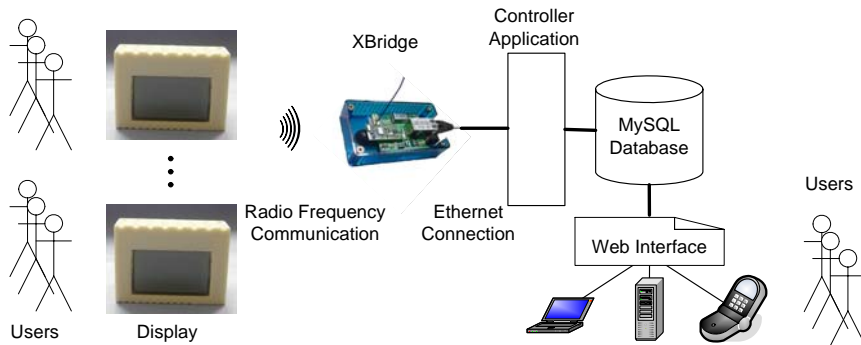 Controller
Application
XBridge
MySQL
Database
Users
Radio Frequency
Communication
Ethernet
Connection
Web Interface
Users
Display